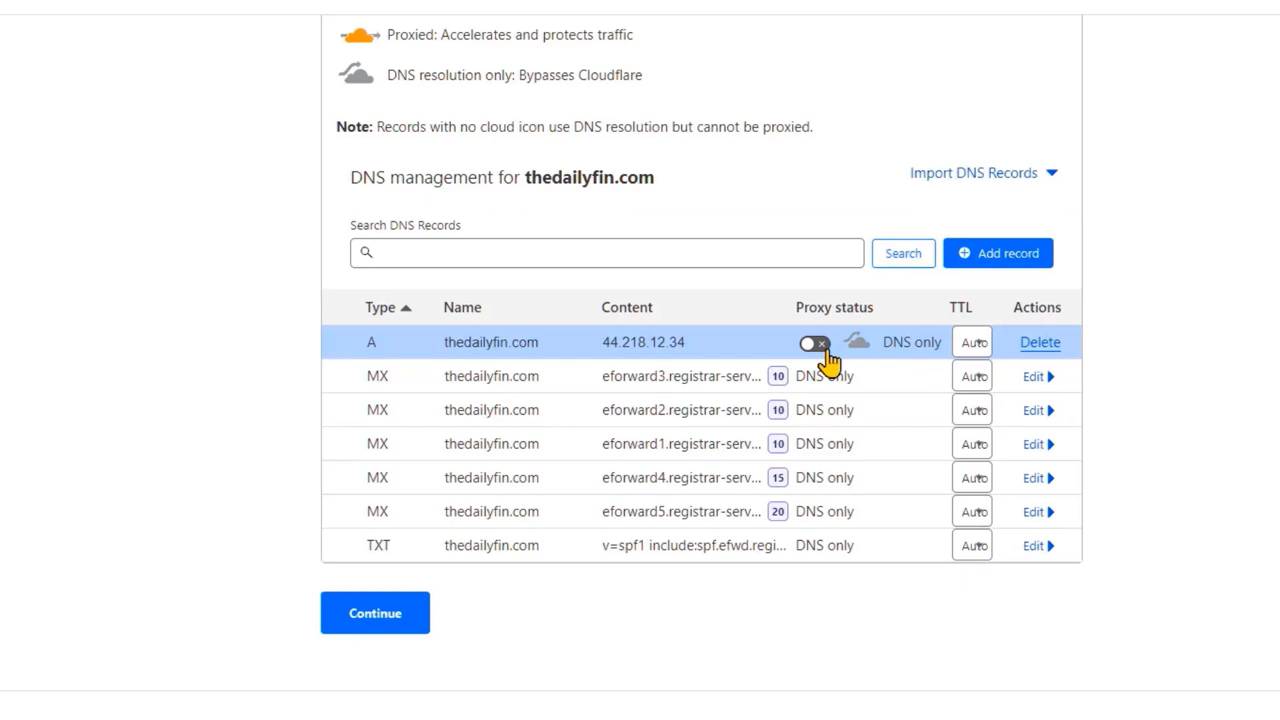 Proxied: Accelerates and protects traffic
DNS resolution only: Bypasses Cloudflare
Note: Records with no cloud icon use DNS resolution but cannot be proxied.
DNS management for thedailyfin.com
Import DNS Records
Search DNS Records
Search
Add record
Type Name Content Proxy status TTL Actions
A thedailyfin.com 44.218.12.34 DNS only Auto Delete
MX thedailyfin.com eforward3.registrar-serv... 10 DNS only Auto Edit
MX thedailyfin.com eforward2.registrar-serv... 10 DNS only Auto Edit
MX thedailyfin.com eforward1.registrar-serv... 10 DNS only Auto Edit
MX thedailyfin.com eforward4.registrar-serv... 15 DNS only Auto Edit
MX thedailyfin.com eforward5.registrar-serv... 20 DNS only Auto Edit
TXT thedailyfin.com v=spf1 include:spf.efwd.regi... DNS only Auto Edit
Continue